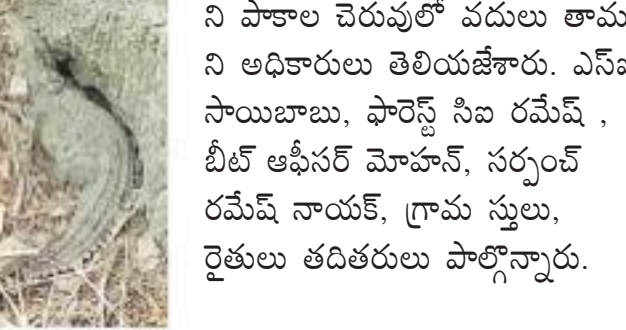 ని పాకాల చెరువులో వదులు తామ
ని అధికారులు తెలియజేశారు. ఎస్ఐ
సాయిబాబు, ఫారెస్ట్ సిఐ రమేష్ ,
బీట్ ఆఫీసర్ మోహన్, సర్పంచ్
రమేష్ నాయక్, గ్రామ స్తులు,
రైతులు తదితరులు పాల్గొన్నారు.